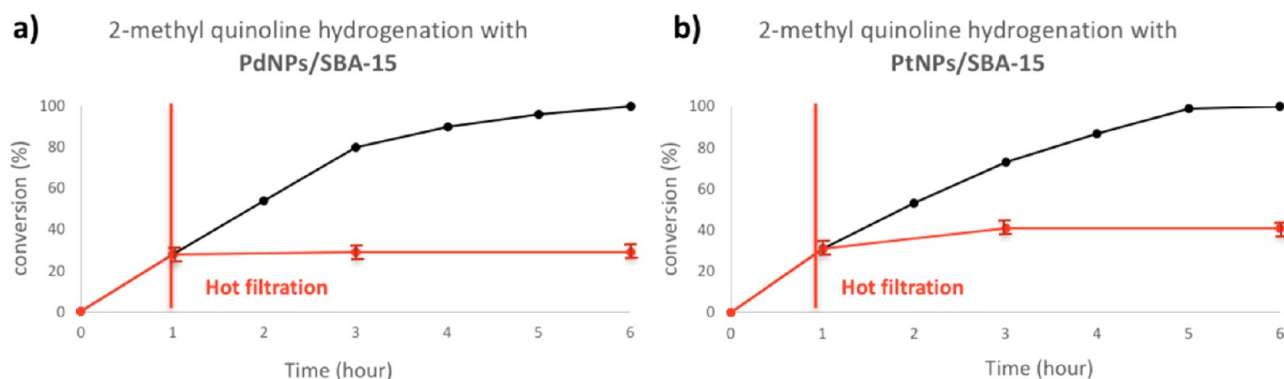 a)
2-methyl quinoline hydrogenation with
PdNPs/SBA-15
conversion (%)
100
80
60
40
20
0
Hot filtration
0 1 2 3 4 5 6
Time (hour)
b)
2-methyl quinoline hydrogenation with
PtNPs/SBA-15
conversion (%)
100
80
60
40
20
0
Hot filtration
0 1 2 3 4 5 6
Time (hour)